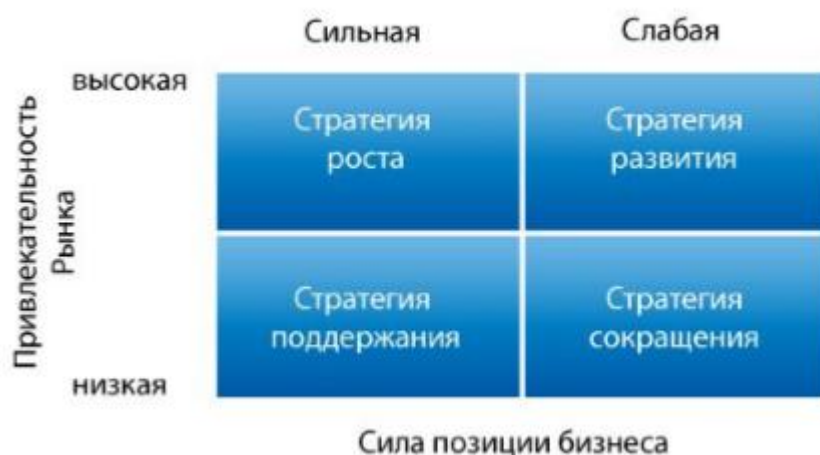 Сильная
Слабая
высокая
Привлекательность
Рынка
Стратегия
роста
Стратегия
развития
Стратегия
поддержания
Стратегия
сокращения
низкая
Сила позиции бизнеса